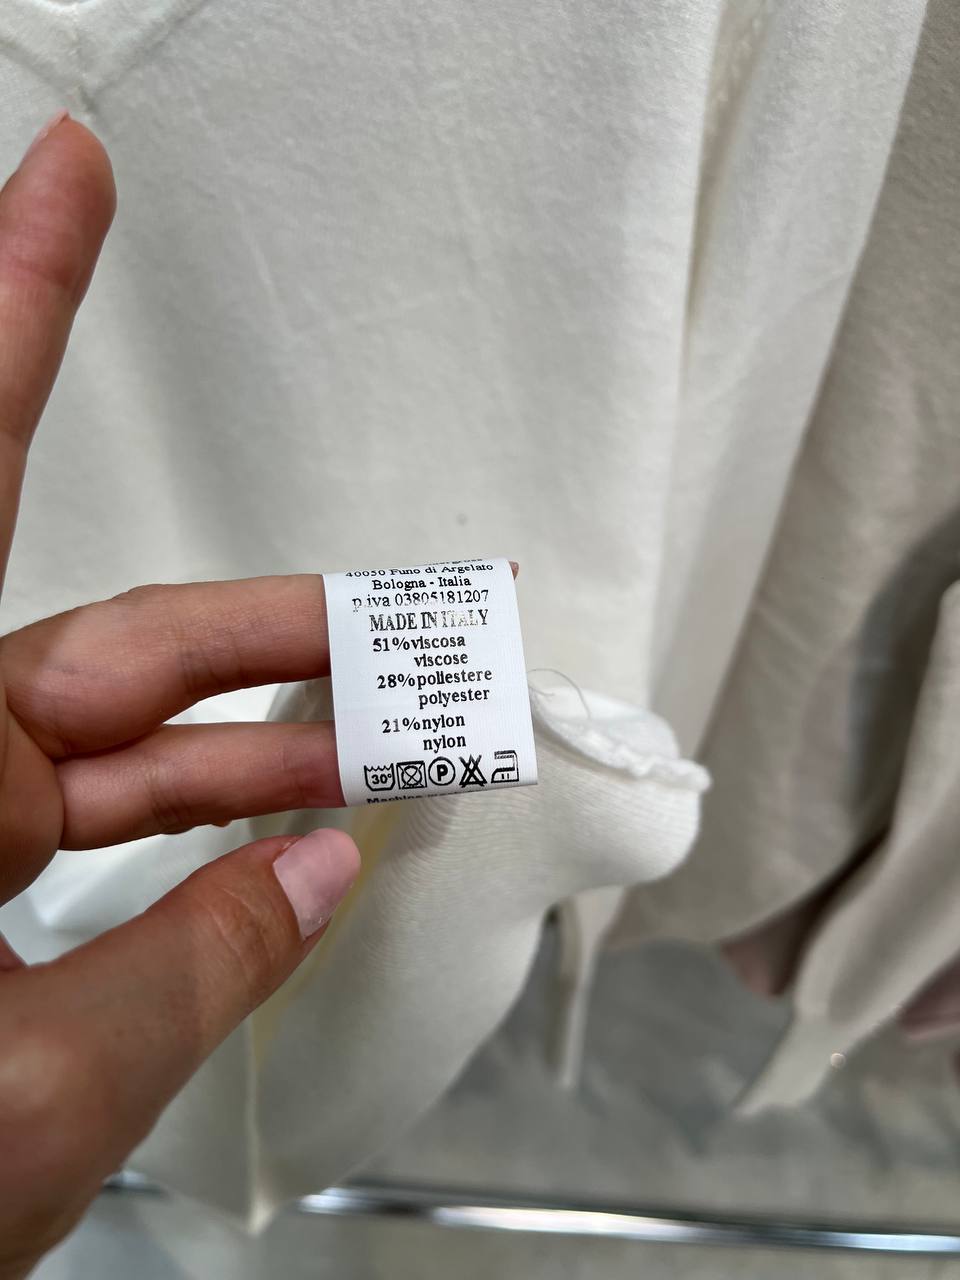 40050 Funo di Argelato
Bologna - Italia
p.iva 03805181207
MADE IN ITALY
51%viscosa
viscose
28%poliestere
polyester
21%nylon
nylon
30°
P